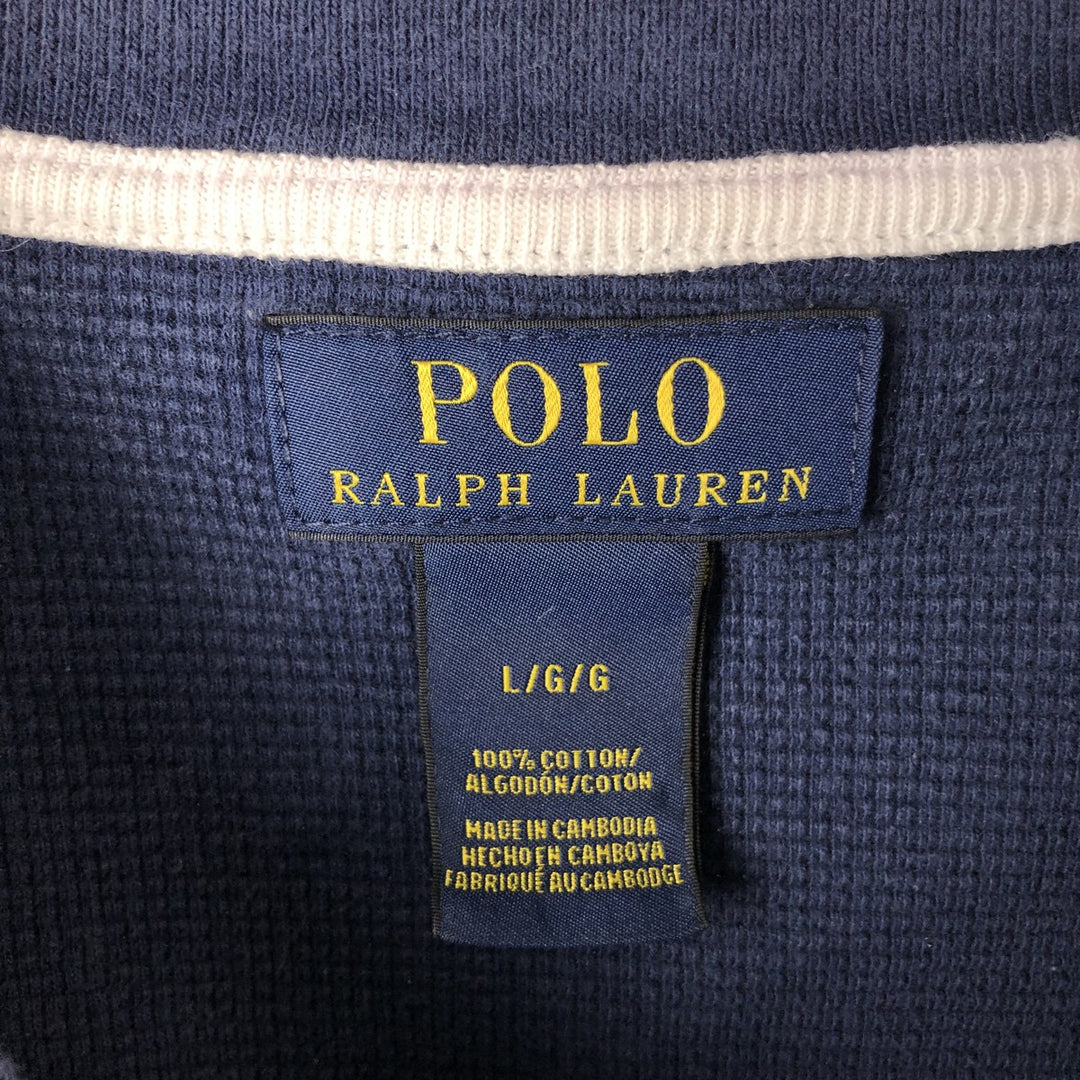 POLO
RALPH LAUREN
L/G/G
100% COTTON/
ALGODÓN/COTON
MADE IN CAMBODIA
HECHO EN CAMBOYA
FABRIQUÉ AU CAMBODGE